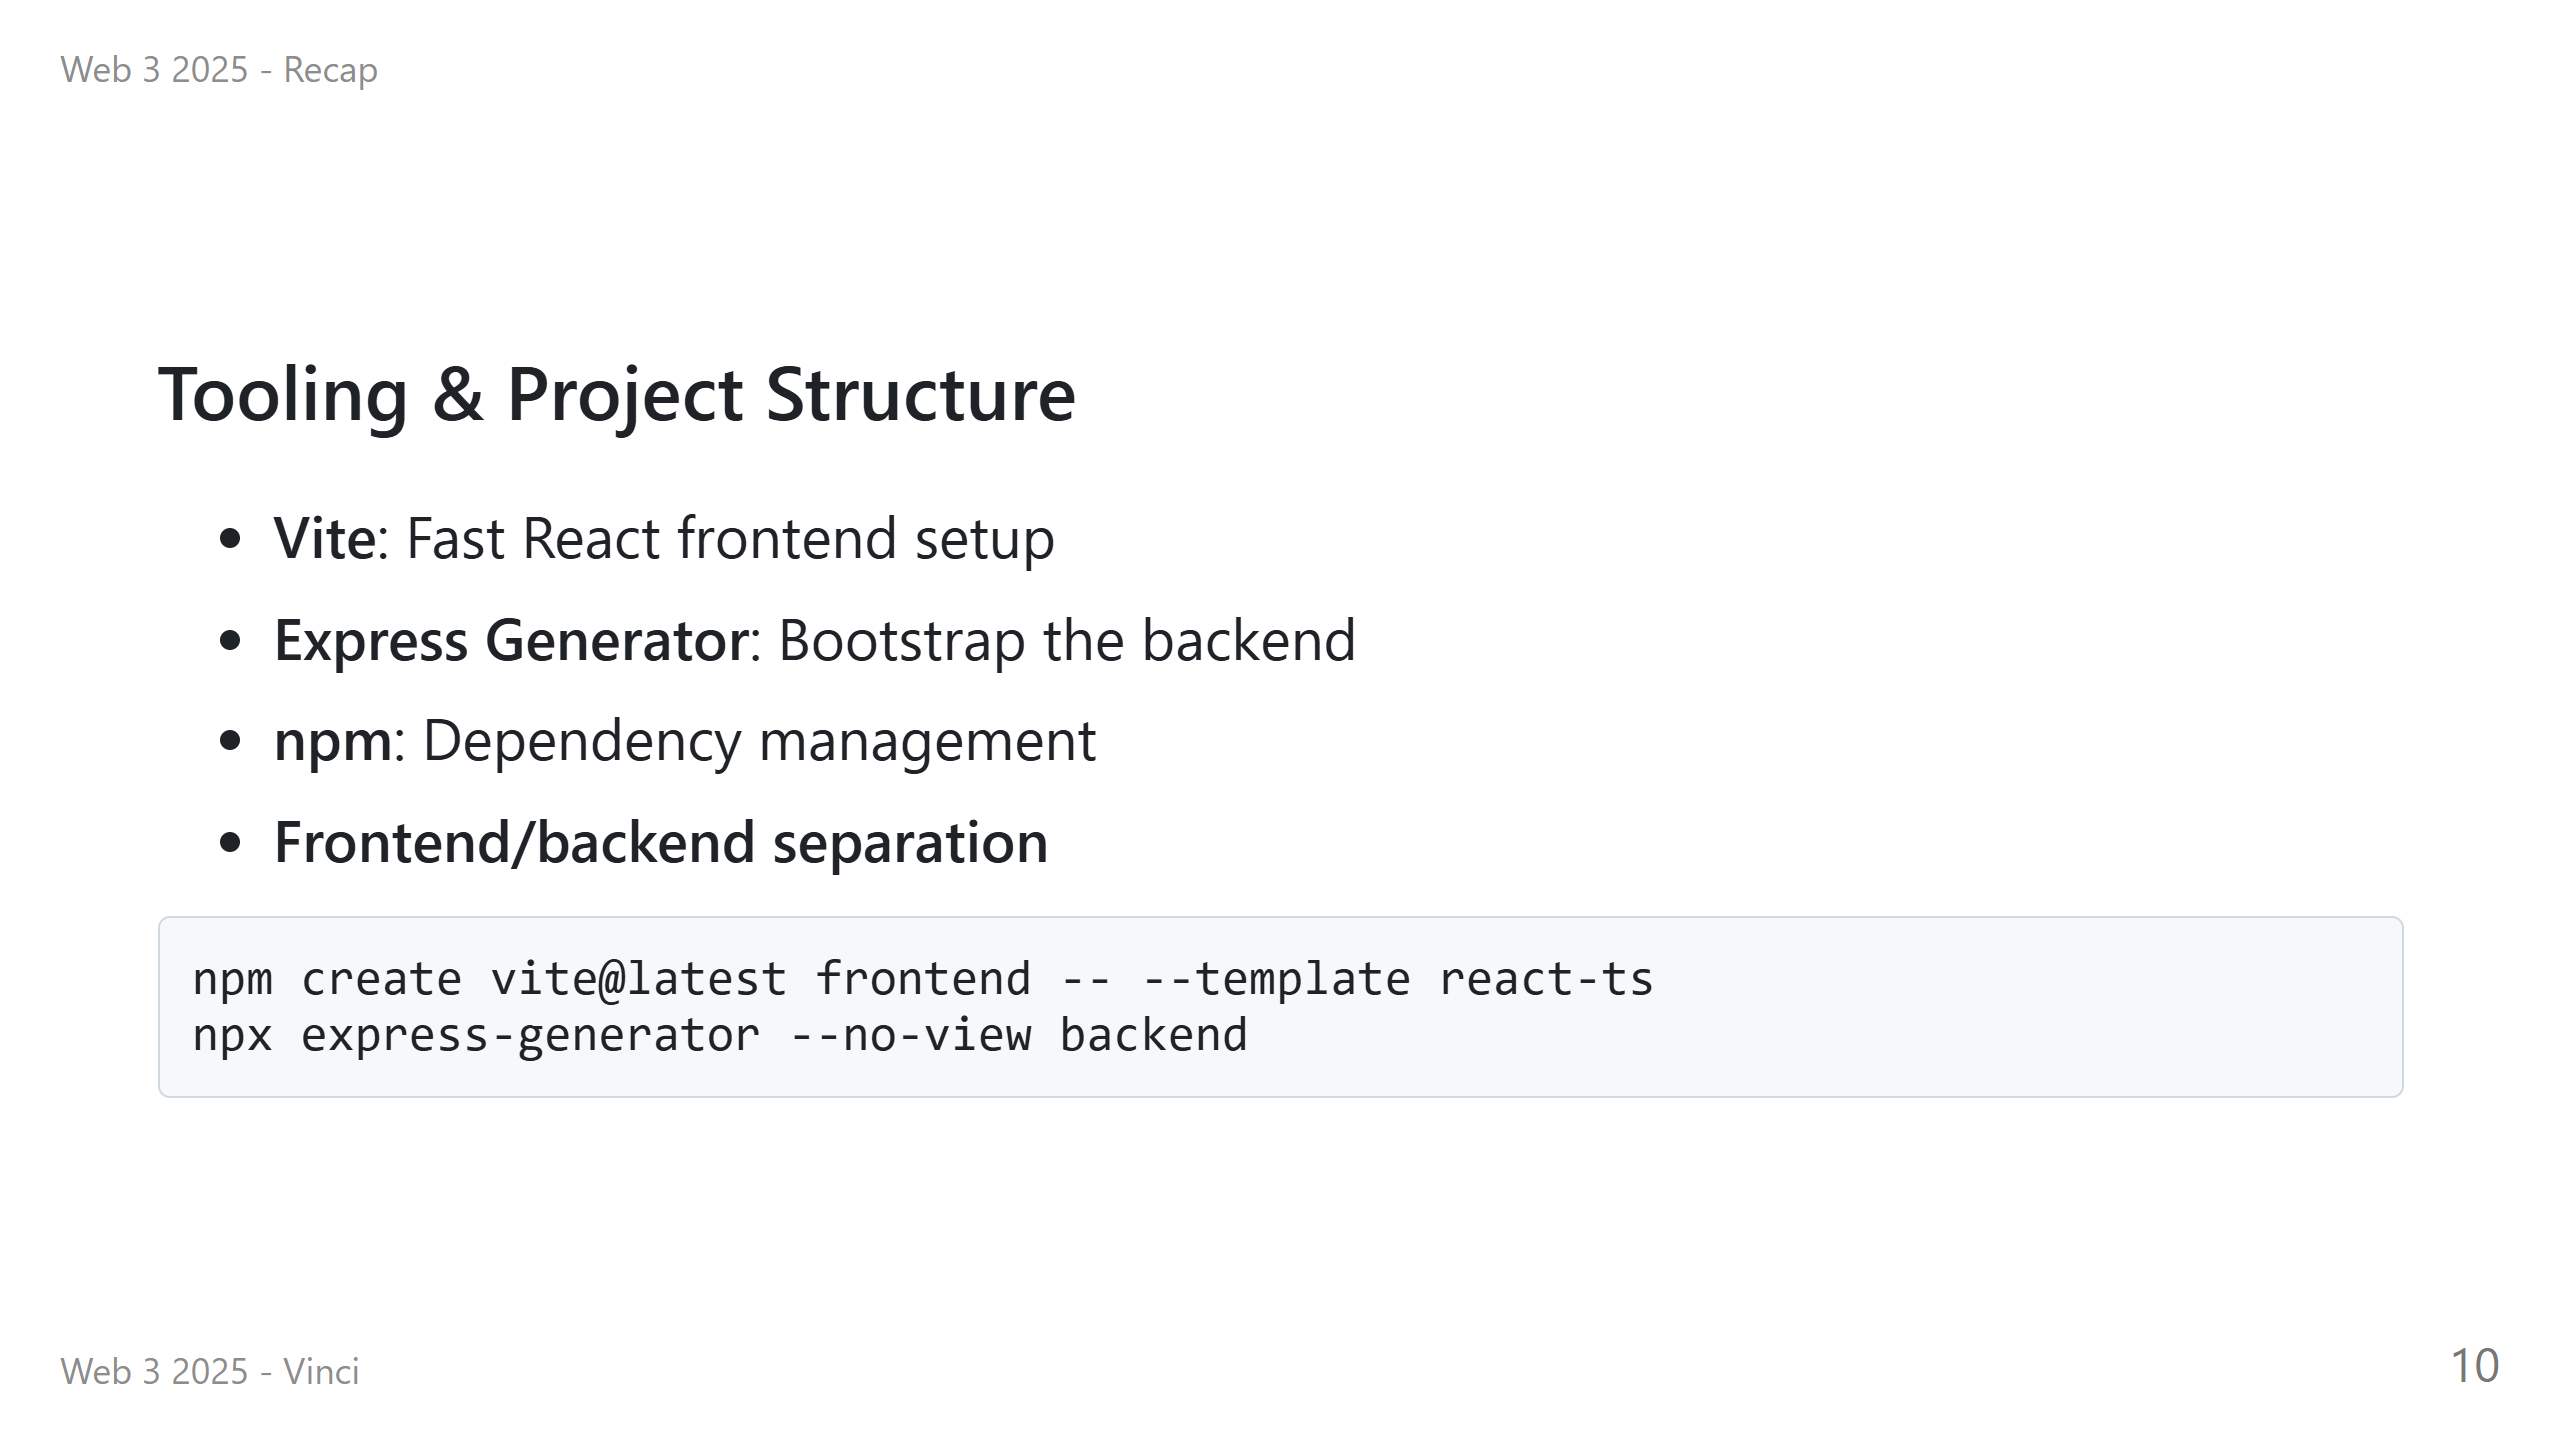 Web 3 2025 - Recap
Tooling & Project Structure
• Vite: Fast React frontend setup
• Express Generator: Bootstrap the backend
• npm: Dependency management
• Frontend/backend separation
npm create vite@latest frontend -- --template react-ts
npx express-generator --no-view backend
Web 3 2025 - Vinci
10